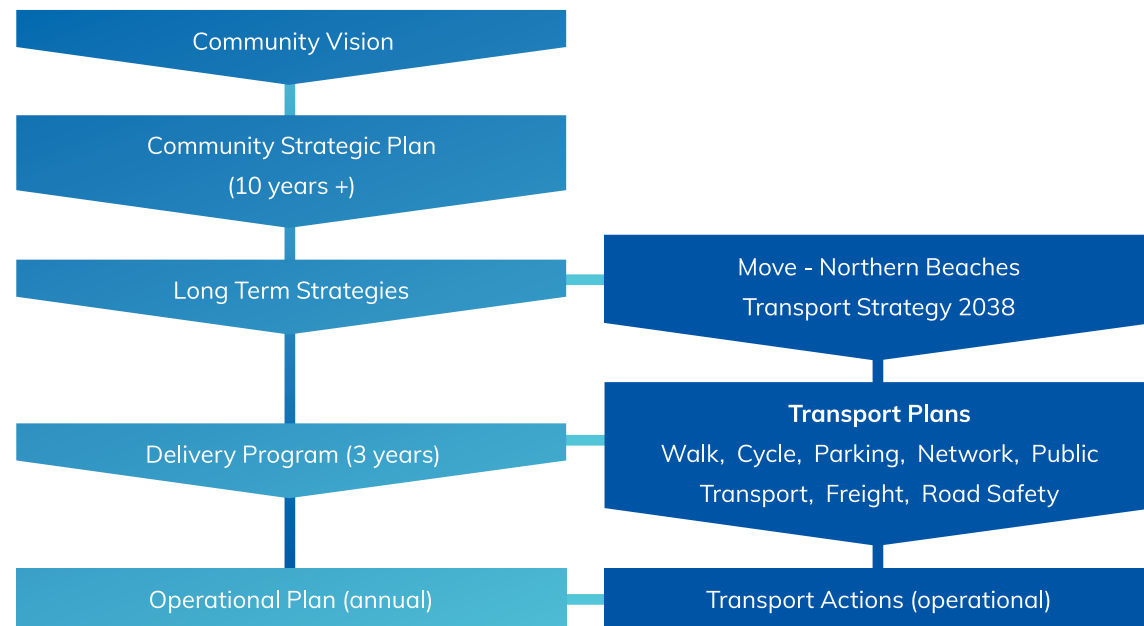 Community Vision
Community Strategic Plan
(10 years +)
Long Term Strategies
Move - Northern Beaches
Transport Strategy 2038
Delivery Program (3 years)
Transport Plans
Walk, Cycle, Parking, Network, Public
Transport, Freight, Road Safety
Operational Plan (annual)
Transport Actions (operational)